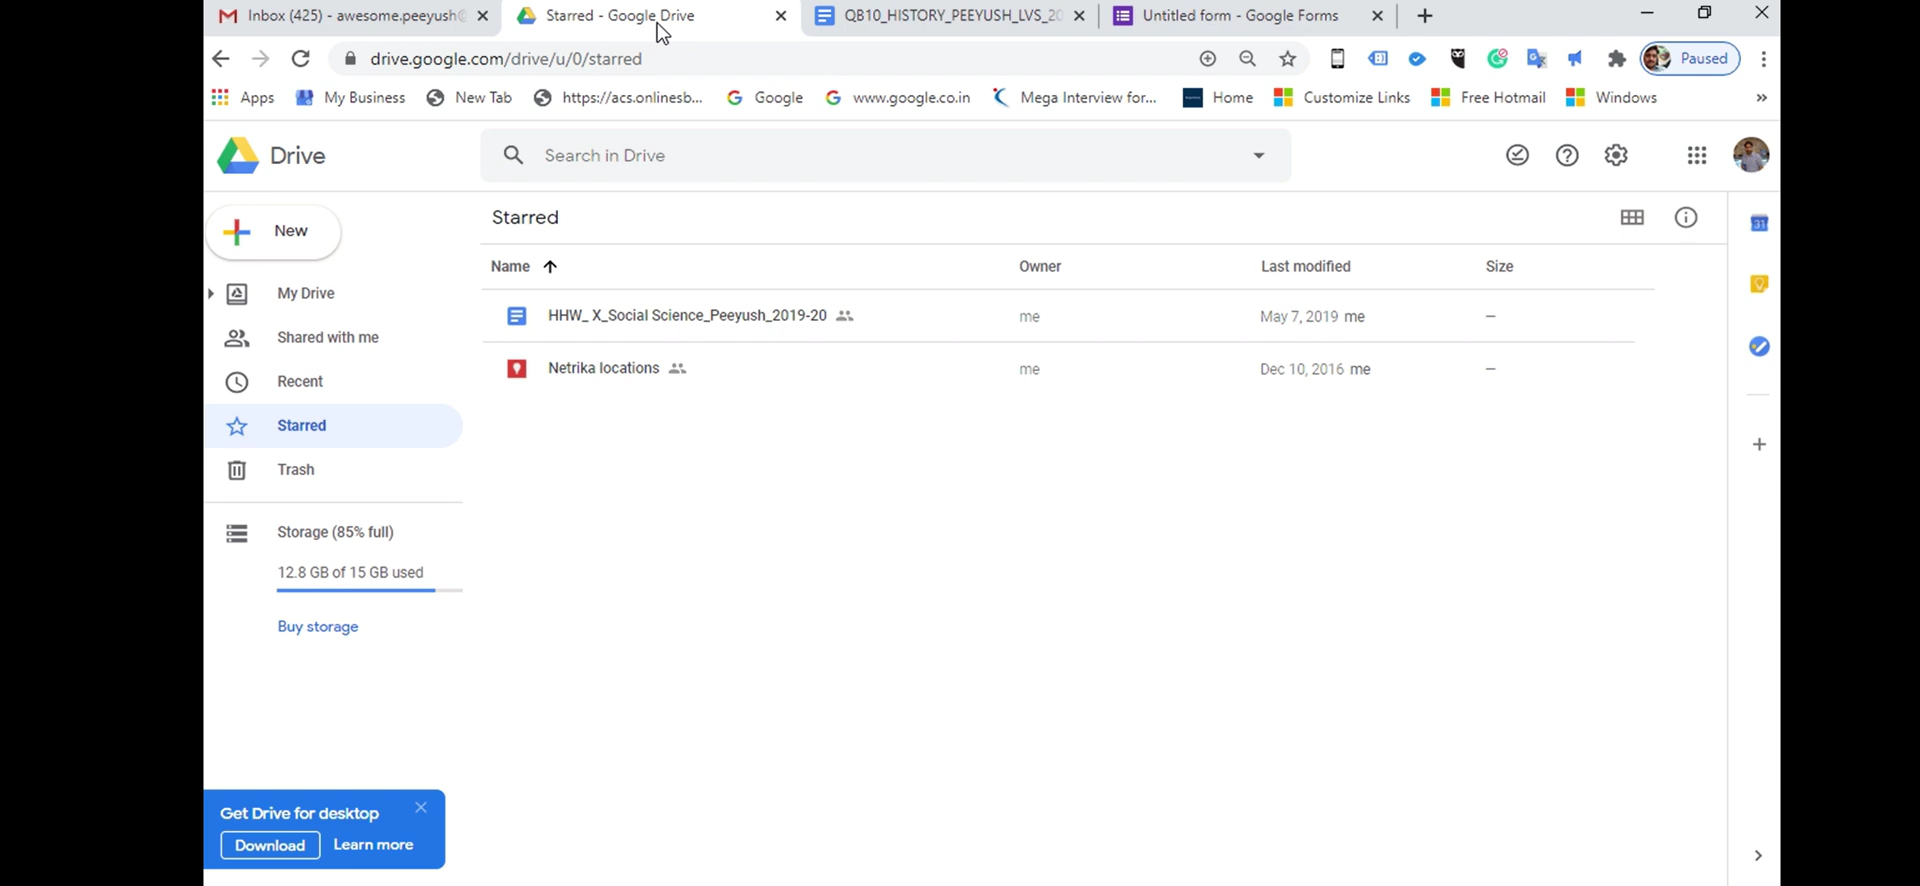 Inbox (425) - awesome.peeyush@
Starred - Google Drive
QB10_HISTORY_PEEYUSH_LVS_20
Untitled form - Google Forms
drive.google.com/drive/u/0/starred
Paused
Apps
My Business
New Tab
https://acs.onlinesb...
Google
www.google.co.in
Mega Interview for...
Home
Customize Links
Free Hotmail
Windows
»
Drive
Search in Drive
New
Starred
Name
Owner
Last modified
Size
My Drive
HHW_ X_Social Science_Peeyush_2019-20
me
May 7, 2019 me
–
Shared with me
Netrika locations
me
Dec 10, 2016 me
–
Recent
Starred
Trash
Storage (85% full)
12.8 GB of 15 GB used
Buy storage
31
Get Drive for desktop
Download
Learn more